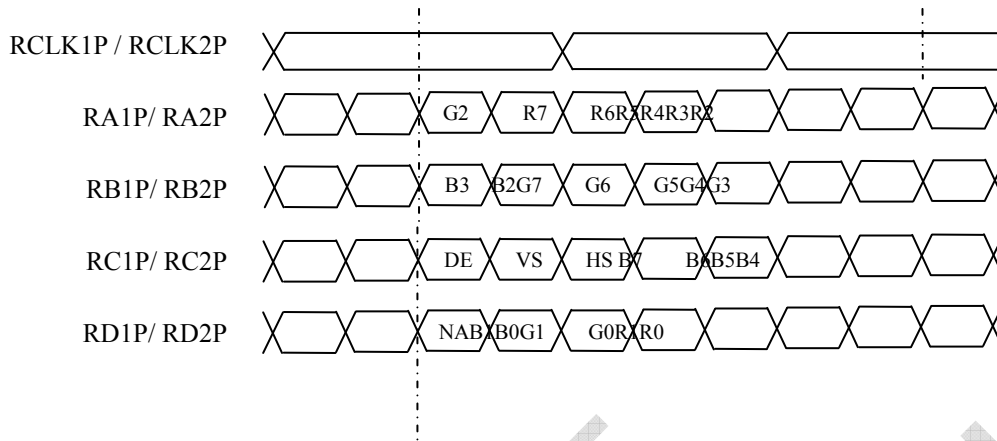 RCLK1P / RCLK2P
RA1P/ RA2P G2 R7 R6R5R4R3R2
RB1P/ RB2P B3 B2G7 G6 G5G4G3
RC1P/ RC2P DE VS HS B7 B6B5B4
RD1P/ RD2P NAB1B0G1 G0R1R0